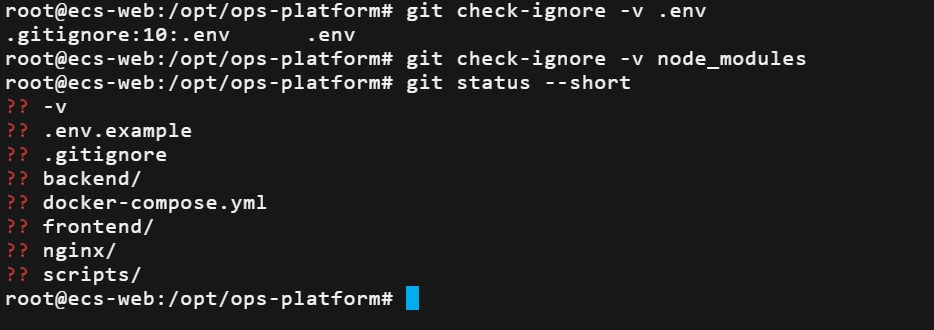 root@ecs-web:/opt/ops-platform# git check-ignore -v .env
.gitignore:10:.env      .env
root@ecs-web:/opt/ops-platform# git check-ignore -v node_modules
root@ecs-web:/opt/ops-platform# git status --short
?? -v
?? .env.example
?? .gitignore
?? backend/
?? docker-compose.yml
?? frontend/
?? nginx/
?? scripts/
root@ecs-web:/opt/ops-platform#